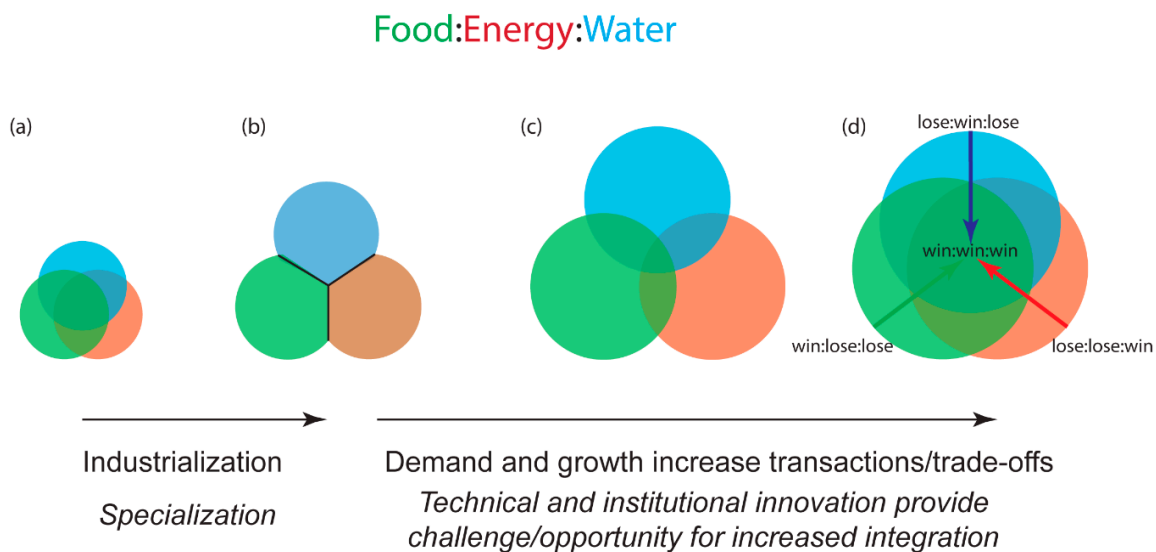 Food:Energy:Water
(a)
(b)
(c)
(d)
lose:win:lose
win:win:win
win:lose:lose
lose:lose:win
Industrialization
Specialization
Demand and growth increase transactions/trade-offs
Technical and institutional innovation provide
challenge/opportunity for increased integration